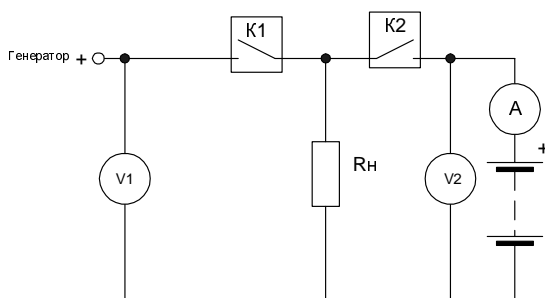 К1
К2
Генератор +
А
+
Rн
V1
V2